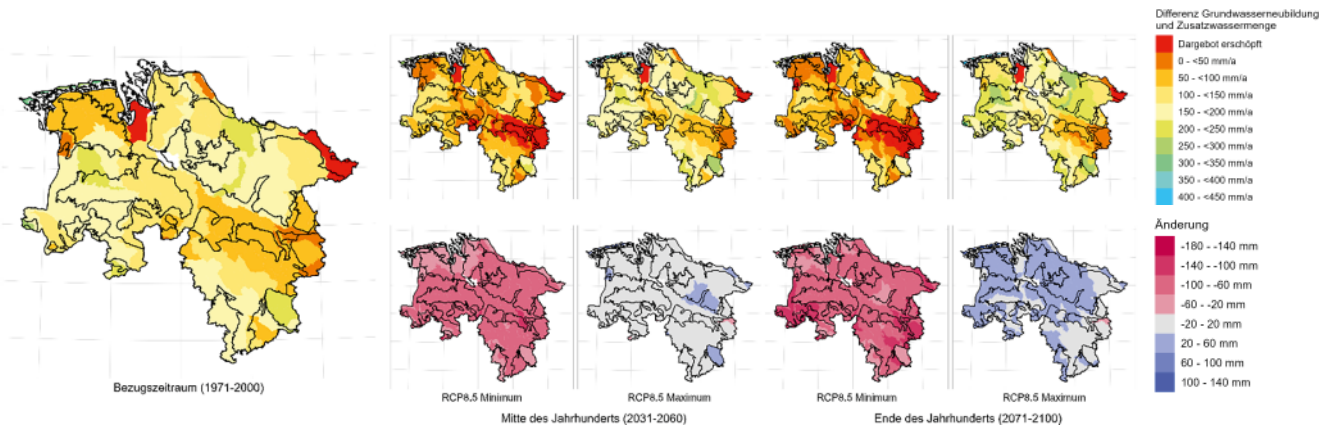 Differenz Grundwasserneubildung
und Zusatzwassermenge
Dargebot erschöpft
0 - <50 mm/a
50 - <100 mm/a
100 - <150 mm/a
150 - <200 mm/a
200 - <250 mm/a
250 - <300 mm/a
300 - <350 mm/a
350 - <400 mm/a
400 - <450 mm/a
Änderung
-180 - -140 mm
-140 - -100 mm
-100 - -60 mm
-60 - -20 mm
-20 - 20 mm
20 - 60 mm
60 - 100 mm
100 - 140 mm
Bezugszeitraum (1971-2000)
RCP8.5 Minimum
RCP8.5 Maximum
RCP8.5 Minimum
RCP8.5 Maximum
Mitte des Jahrhunderts (2031-2060)
Ende des Jahrhunderts (2071-2100)